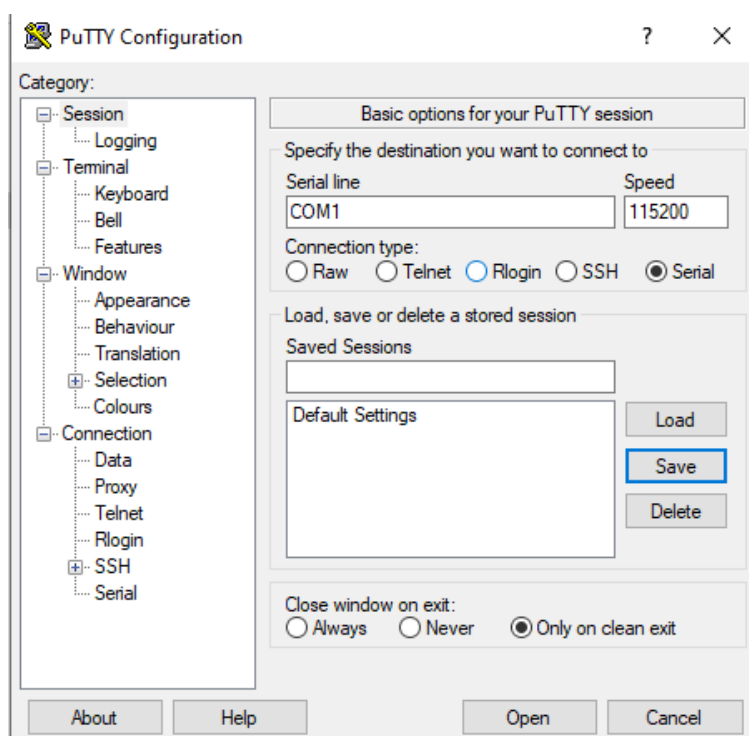 PuTTY Configuration
?
Category:
Session
Logging
Terminal
Keyboard
Bell
Features
Window
Appearance
Behaviour
Translation
Selection
Colours
Connection
Data
Proxy
Telnet
Rlogin
SSH
Serial
Basic options for your PuTTY session
Specify the destination you want to connect to
Serial line Speed
COM1 115200
Connection type:
Raw Telnet Rlogin SSH Serial
Load, save or delete a stored session
Saved Sessions
Default Settings
Load
Save
Delete
Close window on exit:
Always Never Only on clean exit
About Help Open Cancel